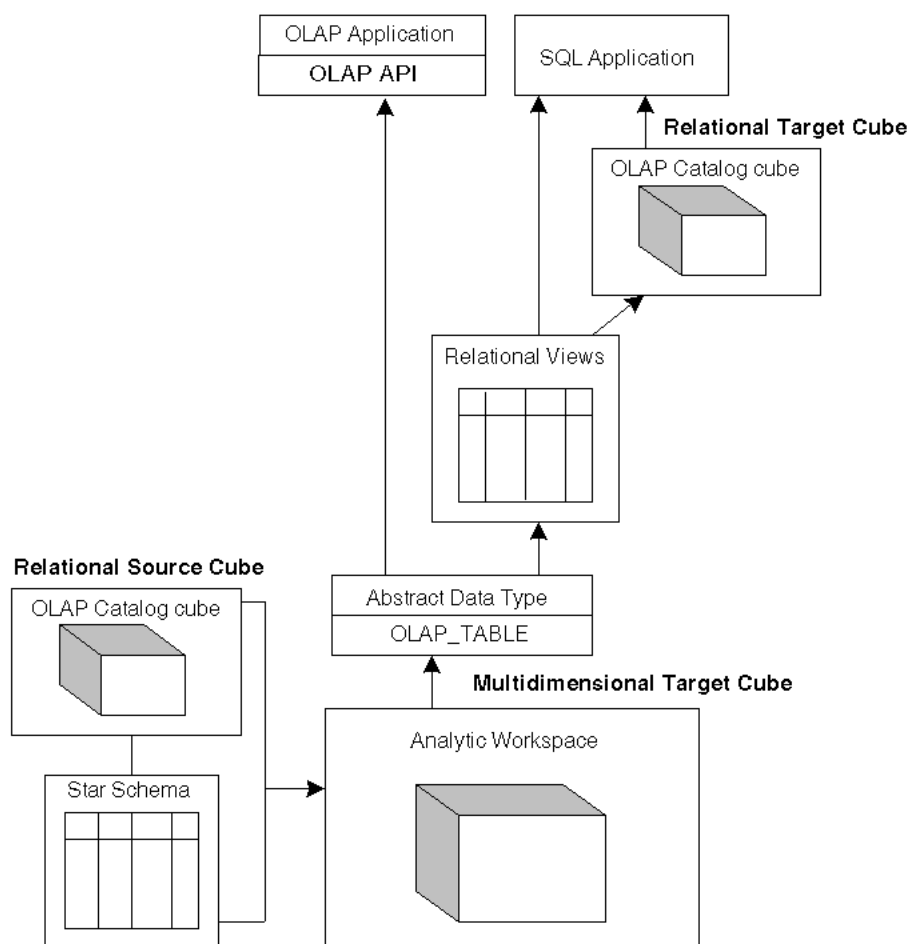 OLAP Application
OLAP API
SQL Application
Relational Target Cube
OLAP Catalog cube
Relational Views
Relational Source Cube
OLAP Catalog cube
Abstract Data Type
OLAP_TABLE
Multidimensional Target Cube
Analytic Workspace
Star Schema